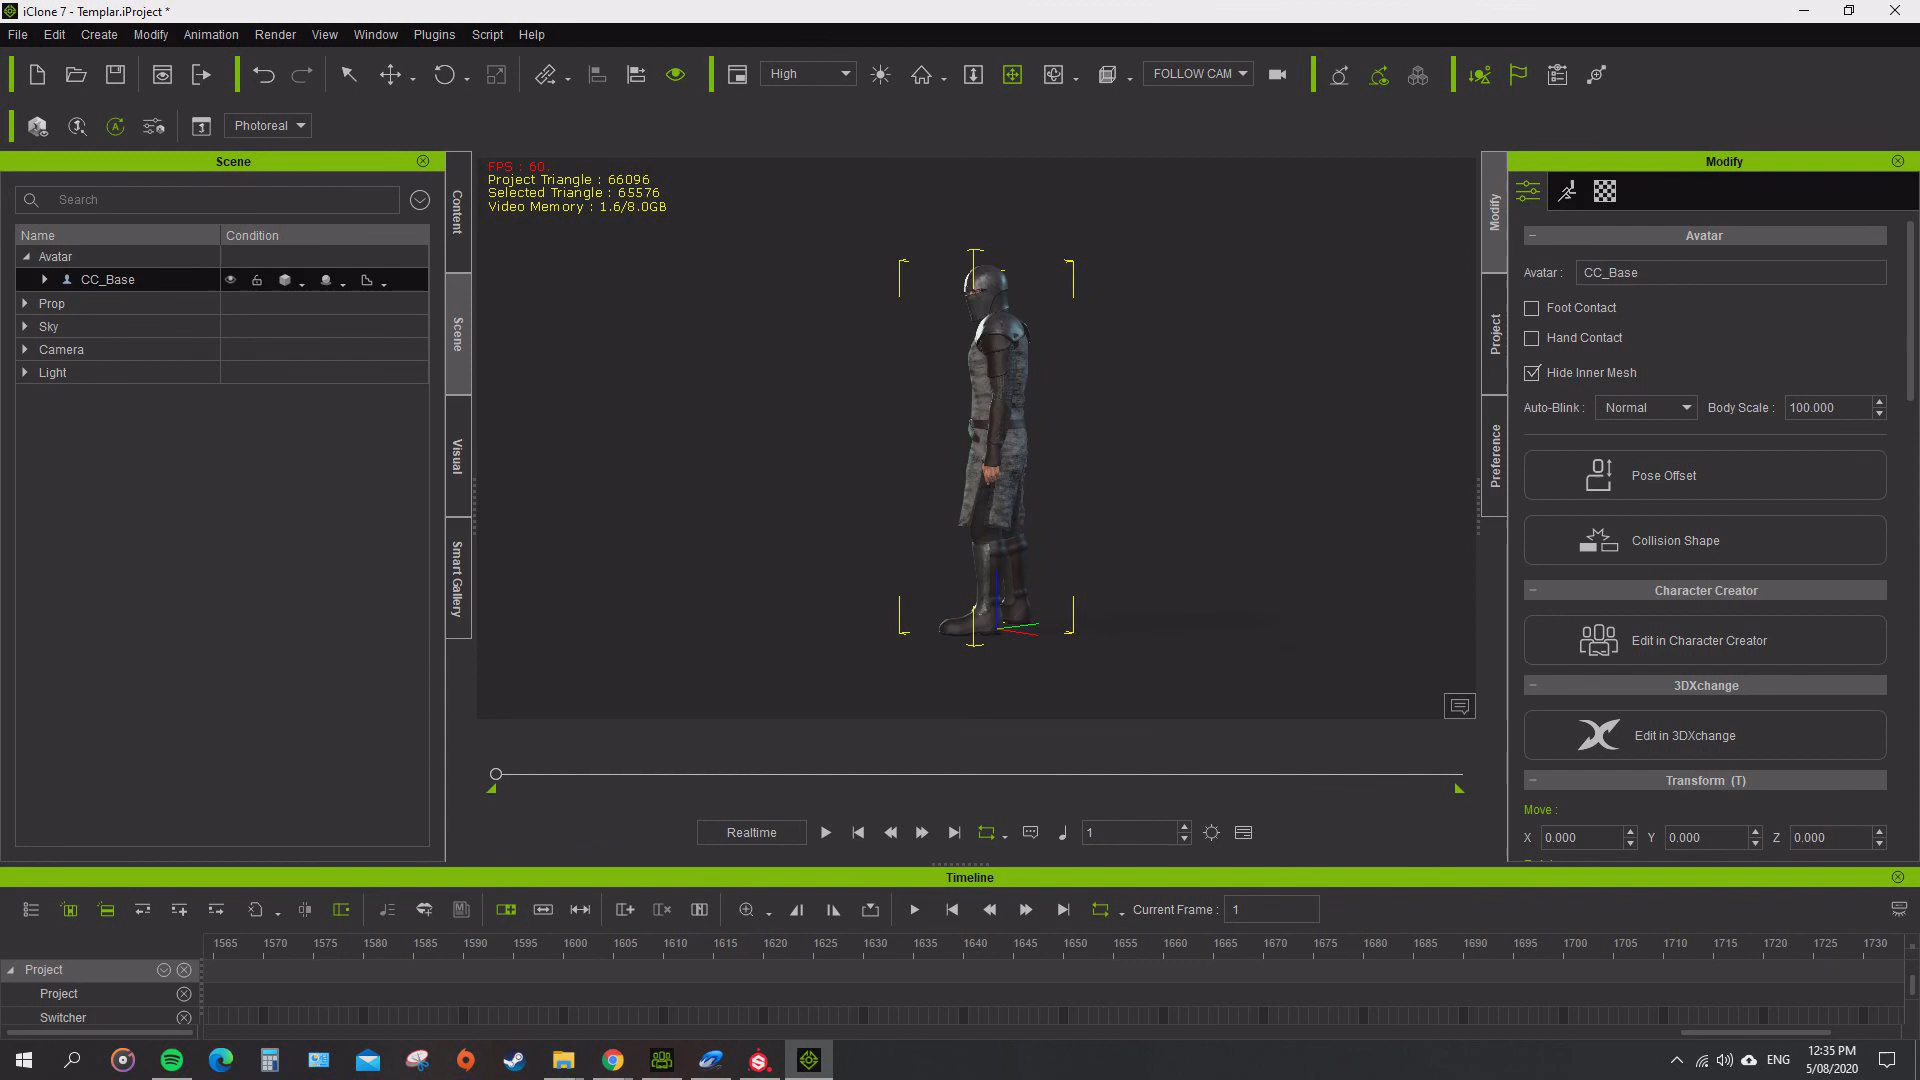 iClone 7 - Templar.iProject *
File Edit Create Modify Animation Render View Window Plugins Script Help
High FOLLOW CAM
Photoreal
Scene
Search
Name Condition
Avatar
CC_Base
Prop
Sky
Camera
Light
Content
Scene
Visual
Smart Gallery
FPS : 60
Project Triangle : 66096
Selected Triangle : 65576
Video Memory : 1.6/8.0GB
Realtime 1
Modify
Project
Preference
Modify
Avatar
Avatar : CC_Base
Foot Contact
Hand Contact
Hide Inner Mesh
Auto-Blink : Normal Body Scale : 100.000
Pose Offset
Collision Shape
Character Creator
Edit in Character Creator
3DXchange
Edit in 3DXchange
Transform (T)
Move :
X 0.000 Y 0.000 Z 0.000
Timeline
Current Frame : 1
1565 1570 1575 1580 1585 1590 1595 1600 1605 1610 1615 1620 1625 1630 1635 1640 1645 1650 1655 1660 1665 1670 1675 1680 1685 1690 1695 1700 1705 1710 1715 1720 1725 1730
Project
Project
Switcher
ENG
12:35 PM
5/08/2020